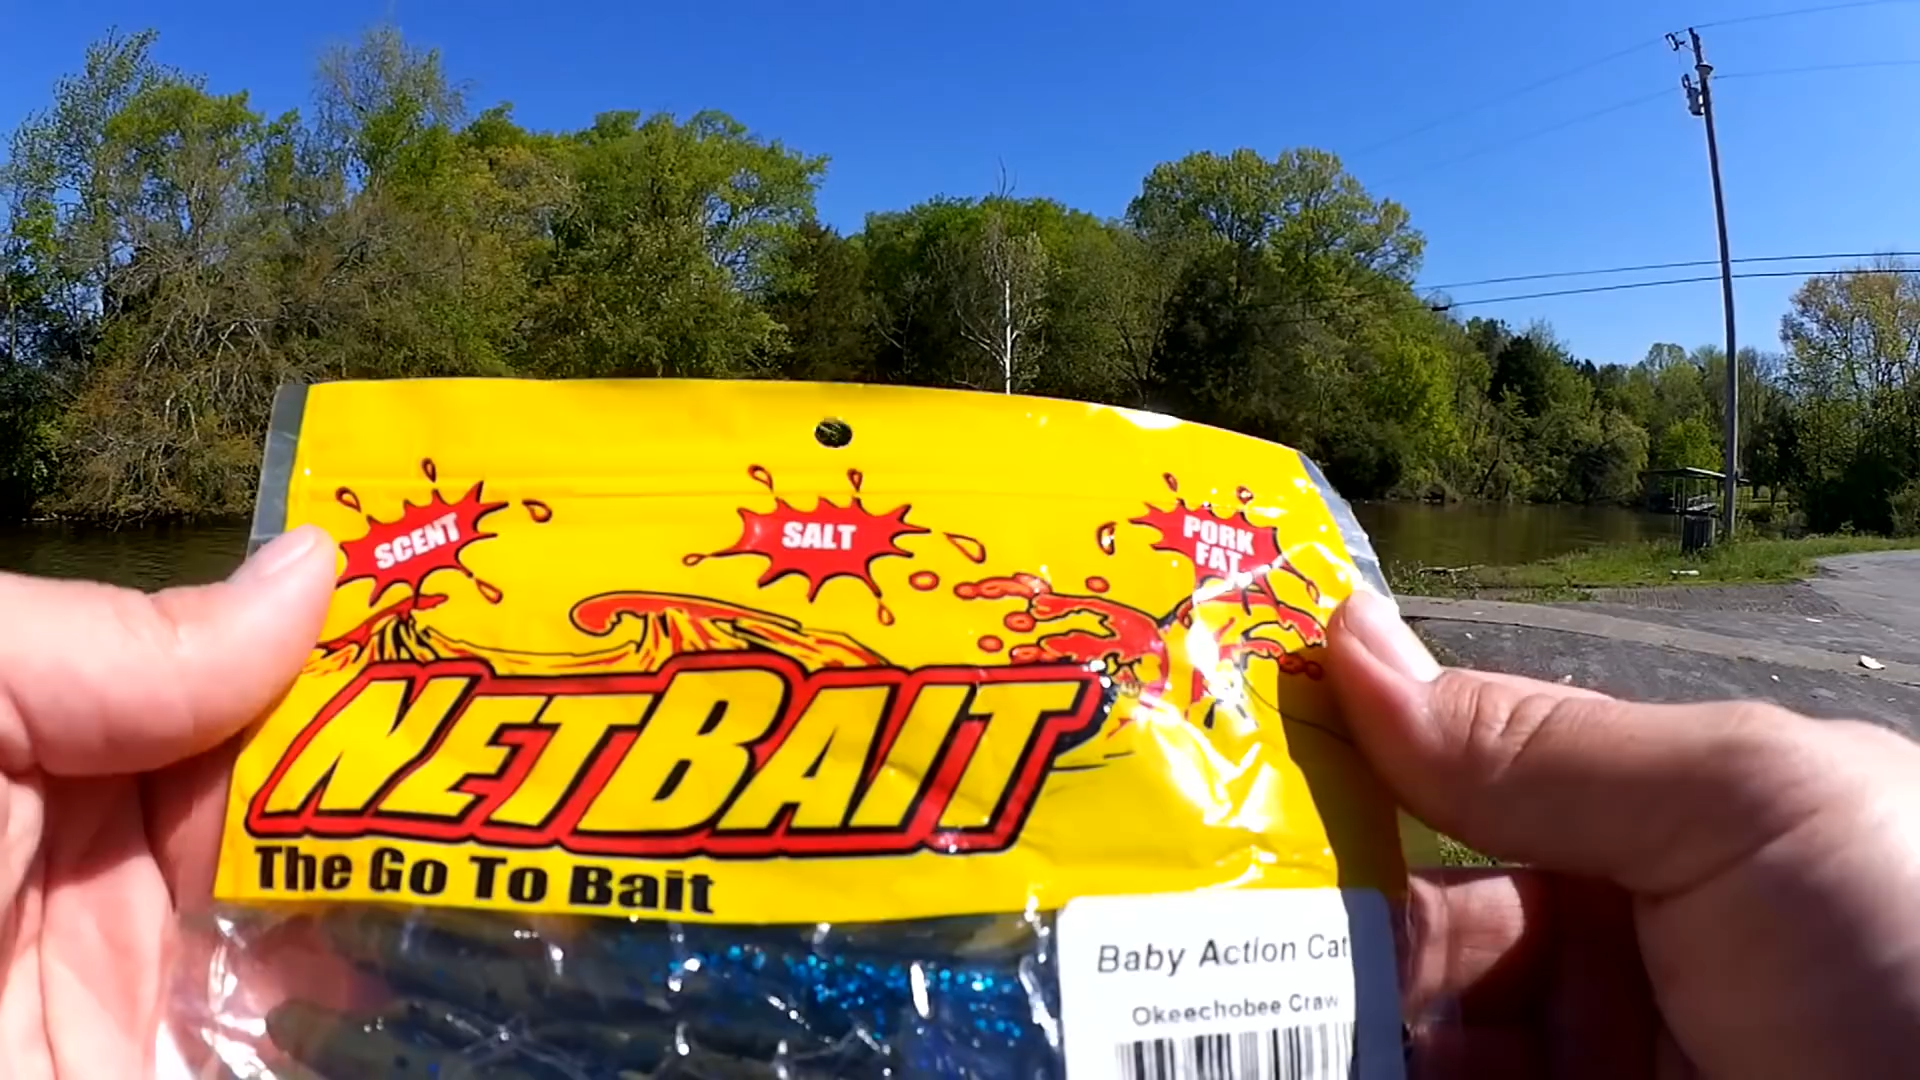 SCENT
SALT
PORK
FAT
NETBAIT
The Go To Bait
Baby Action Cat
Okeechobee Craw